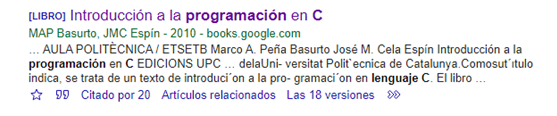 [LIBRO] Introducción a la programación en C
MAP Basurto, JMC Espín - 2010 - books.google.com
… AULA POLITÈCNICA / ETSETB Marco A. Peña Basurto José M. Cela Espín Introducción a la
programación en C EDICIONS UPC … delaUni- versitat Polit`ecnica de Catalunya.Comosut´ıtulo
indica, se trata de un texto de introducci´on a la pro- gramaci´on en lenguaje C. El libro …
Citado por 20 Artículos relacionados Las 18 versiones